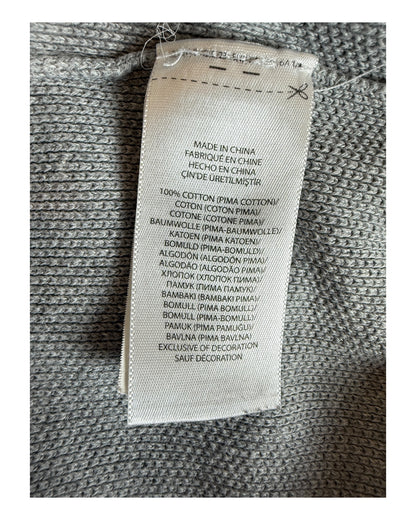 MADE IN CHINA
FABRIQUÉ EN CHINE
HECHO EN CHINA
ÇİN'DE ÜRETİLMİŞTİR
100% COTTON (PIMA COTTON)/
COTON (COTON PIMA)/
COTONE (COTONE PIMA)/
BAUMWOLLE (PIMA-BAUMWOLLE)/
KATOEN (PIMA KATOEN)/
BOMULD (PIMA-BOMULD)/
ALGODÓN (ALGODÓN PIMA)/
ALGODÃO (ALGODÃO PIMA)/
ХЛОПОК (ХЛОПОК ПИМА)/
ПАМУК (ПИМА ПАМУК)/
BAMBAKI (BAMBAKI PIMA)/
BOMULL (PIMA BOMULL)/
BOMULL (PIMA-BOMULL)/
PAMUK (PIMA PAMUĞU)/
BAVLNA (PIMA BAVLNA)
EXCLUSIVE OF DECORATION
SAUF DÉCORATION